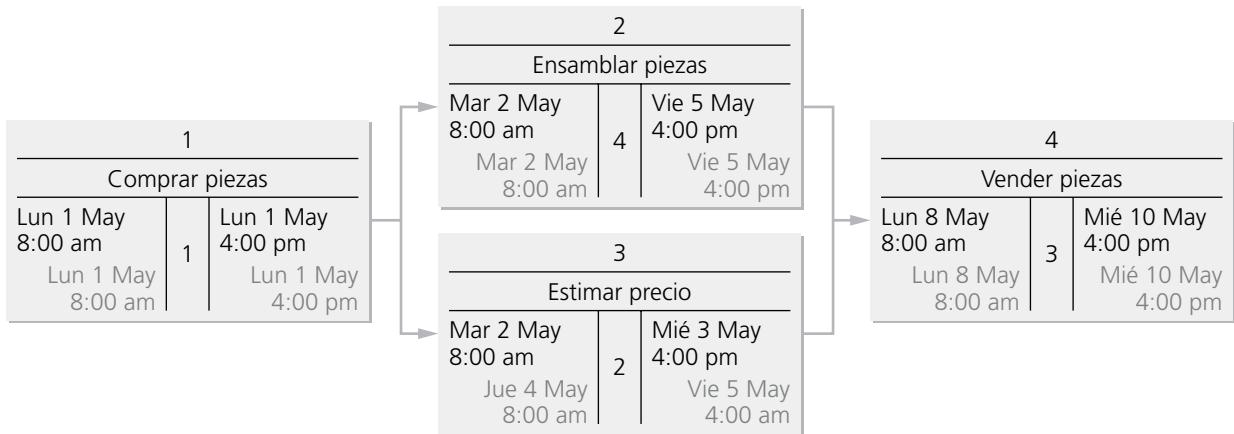 1
Comprar piezas
Lun 1 May
8:00 am
Lun 1 May
8:00 am
1
Lun 1 May
4:00 pm
Lun 1 May
4:00 pm
2
Ensamblar piezas
Mar 2 May
8:00 am
Mar 2 May
8:00 am
4
Vie 5 May
4:00 pm
Vie 5 May
4:00 pm
3
Estimar precio
Mar 2 May
8:00 am
Jue 4 May
8:00 am
2
Mié 3 May
4:00 pm
Vie 5 May
4:00 am
4
Vender piezas
Lun 8 May
8:00 am
Lun 8 May
8:00 am
3
Mié 10 May
4:00 pm
Mié 10 May
4:00 pm